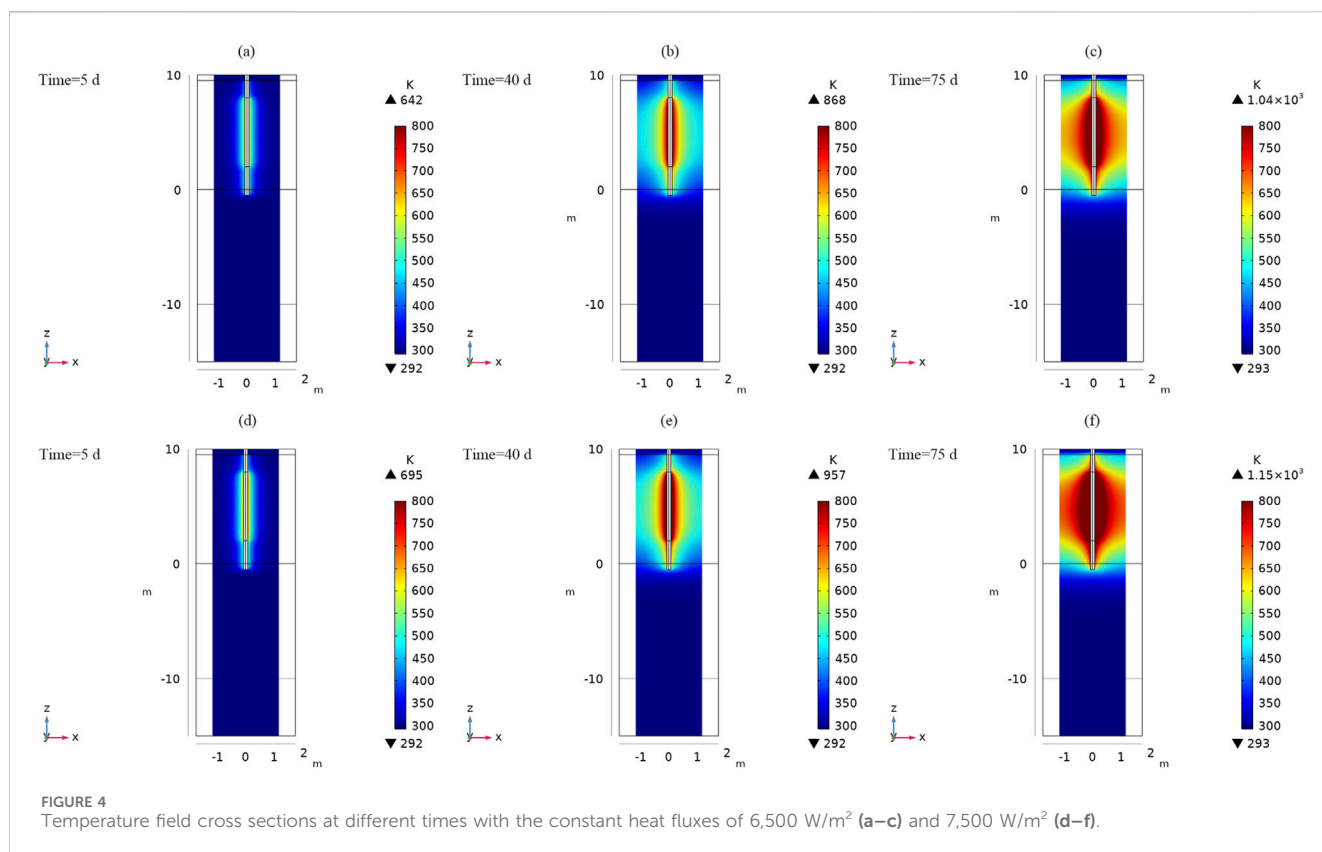 (a)
Time=5 d
K
▲ 642
10
0
-10
m
800
750
700
650
600
550
500
450
400
350
300
▼ 292
z
y
x
-1 0 1 2
m
(b)
Time=40 d
K
▲ 868
10
0
-10
m
800
750
700
650
600
550
500
450
400
350
300
▼ 292
z
y
x
-1 0 1 2
m
(c)
Time=75 d
K
▲ 1.04×10³
10
0
-10
m
800
750
700
650
600
550
500
450
400
350
300
▼ 293
z
y
x
-1 0 1 2
m
(d)
Time=5 d
K
▲ 695
10
0
-10
m
800
750
700
650
600
550
500
450
400
350
300
▼ 292
z
y
x
-1 0 1 2
m
(e)
Time=40 d
K
▲ 957
10
0
-10
m
800
750
700
650
600
550
500
450
400
350
300
▼ 292
z
y
x
-1 0 1 2
m
(f)
Time=75 d
K
▲ 1.15×10³
10
0
-10
m
800
750
700
650
600
550
500
450
400
350
300
▼ 293
z
y
x
-1 0 1 2
m
FIGURE 4
Temperature field cross sections at different times with the constant heat fluxes of 6,500 W/m² (a–c) and 7,500 W/m² (d–f).